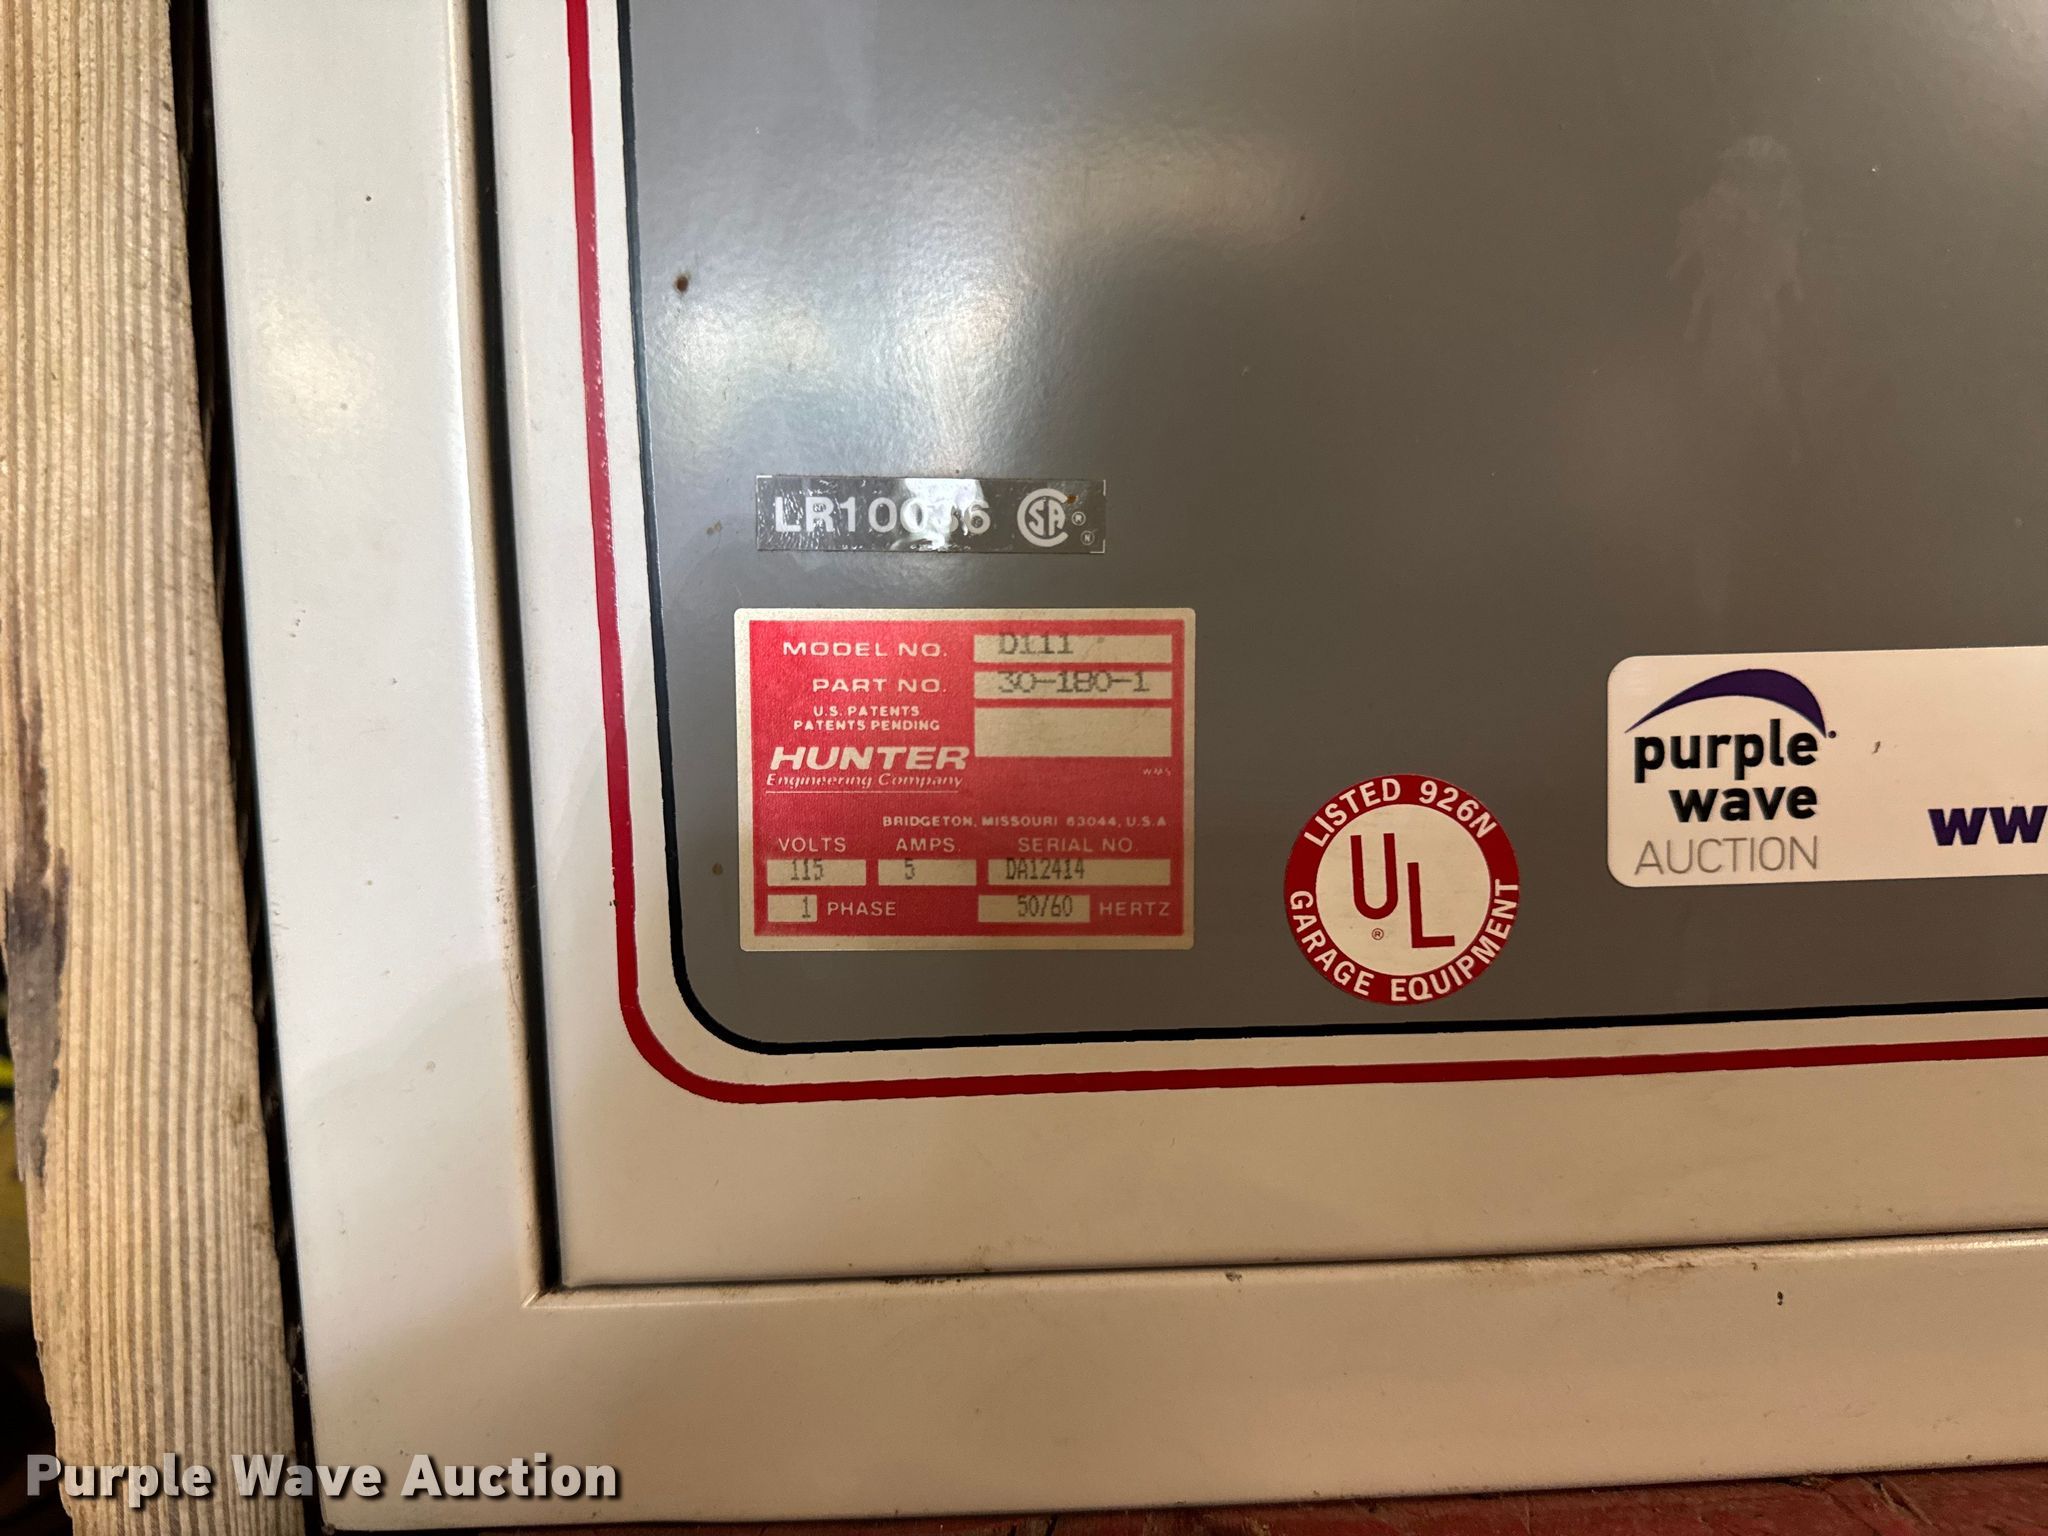 CSA ® N
MODEL NO. D111
PART NO. 30-180-1
U.S. PATENTS
PATENTS PENDING
HUNTER
Engineering Company
BRIDGETON, MISSOURI 63044, U.S.A
VOLTS AMPS. SERIAL NO.
115 5 DA12414
1 PHASE 50/60 HERTZ
LISTED 926N
UL®
GARAGE EQUIPMENT
purple
wave
AUCTION
ww
Purple Wave Auction